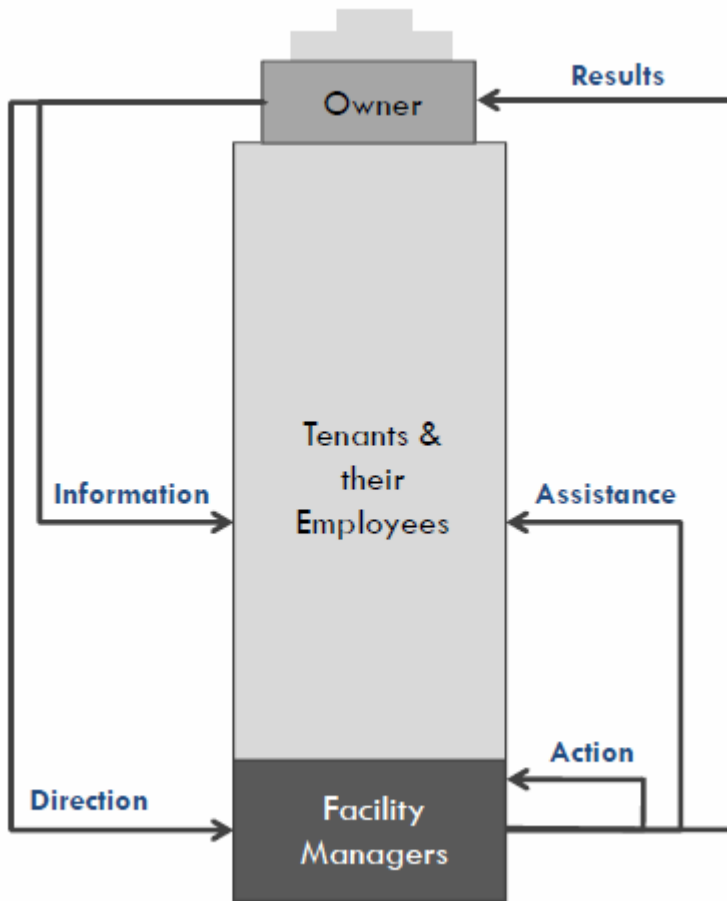 Results
Owner
Tenants &
their
Employees
Information
Assistance
Action
Direction
Facility
Managers